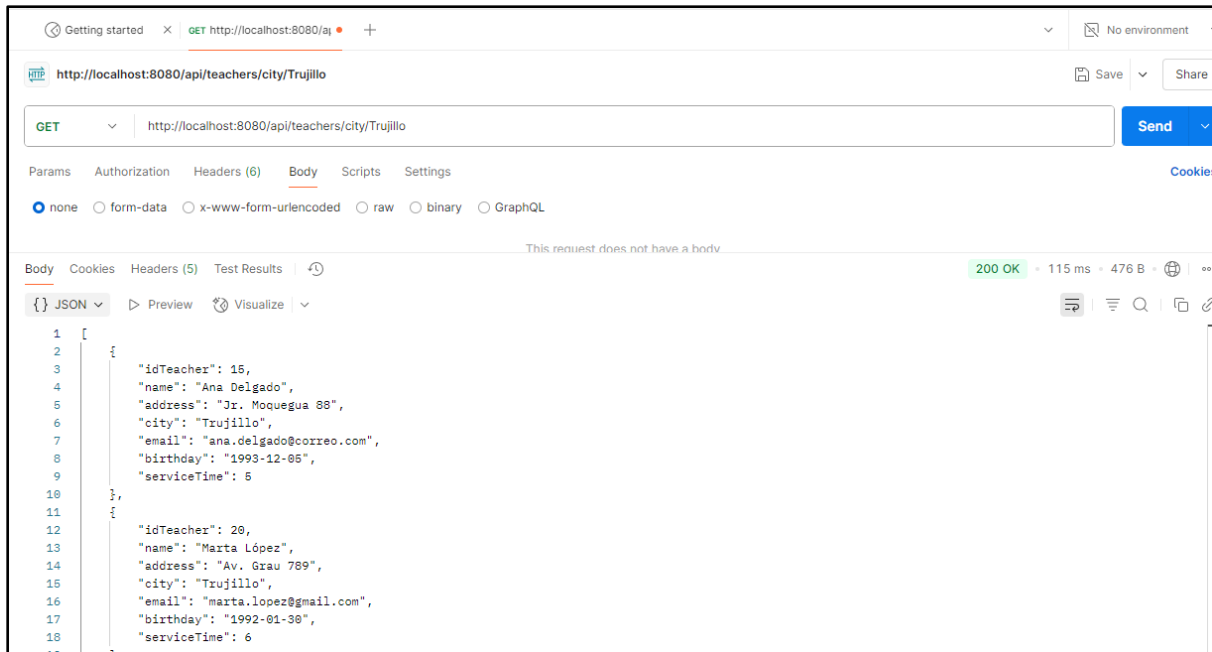 Getting started × GET http://localhost:8080/a • + No environment
HTTP http://localhost:8080/api/teachers/city/Trujillo Save Share
GET http://localhost:8080/api/teachers/city/Trujillo Send
Params Authorization Headers (6) Body Scripts Settings Cookies
none form-data x-www-form-urlencoded raw binary GraphQL
This request does not have a body
Body Cookies Headers (5) Test Results 200 OK • 115 ms • 476 B •
{} JSON Preview Visualize
1 [
2 {
3 "idTeacher": 15,
4 "name": "Ana Delgado",
5 "address": "Jr. Moquegua 88",
6 "city": "Trujillo",
7 "email": "ana.delgado@correo.com",
8 "birthday": "1993-12-05",
9 "serviceTime": 5
10 },
11 {
12 "idTeacher": 20,
13 "name": "Marta López",
14 "address": "Av. Grau 789",
15 "city": "Trujillo",
16 "email": "marta.lopez@gmail.com",
17 "birthday": "1992-01-30",
18 "serviceTime": 6